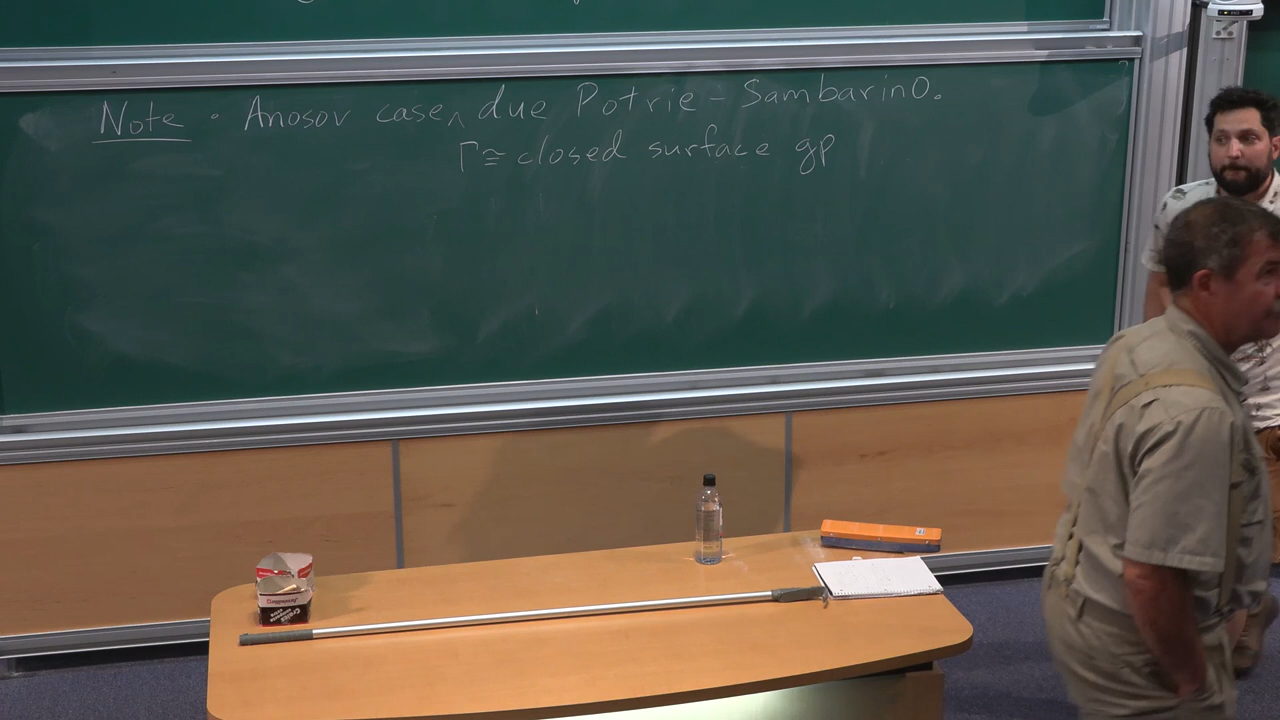 Note • Anosov case^ due Potrie - Sambarino.
Γ ≅ closed surface gp